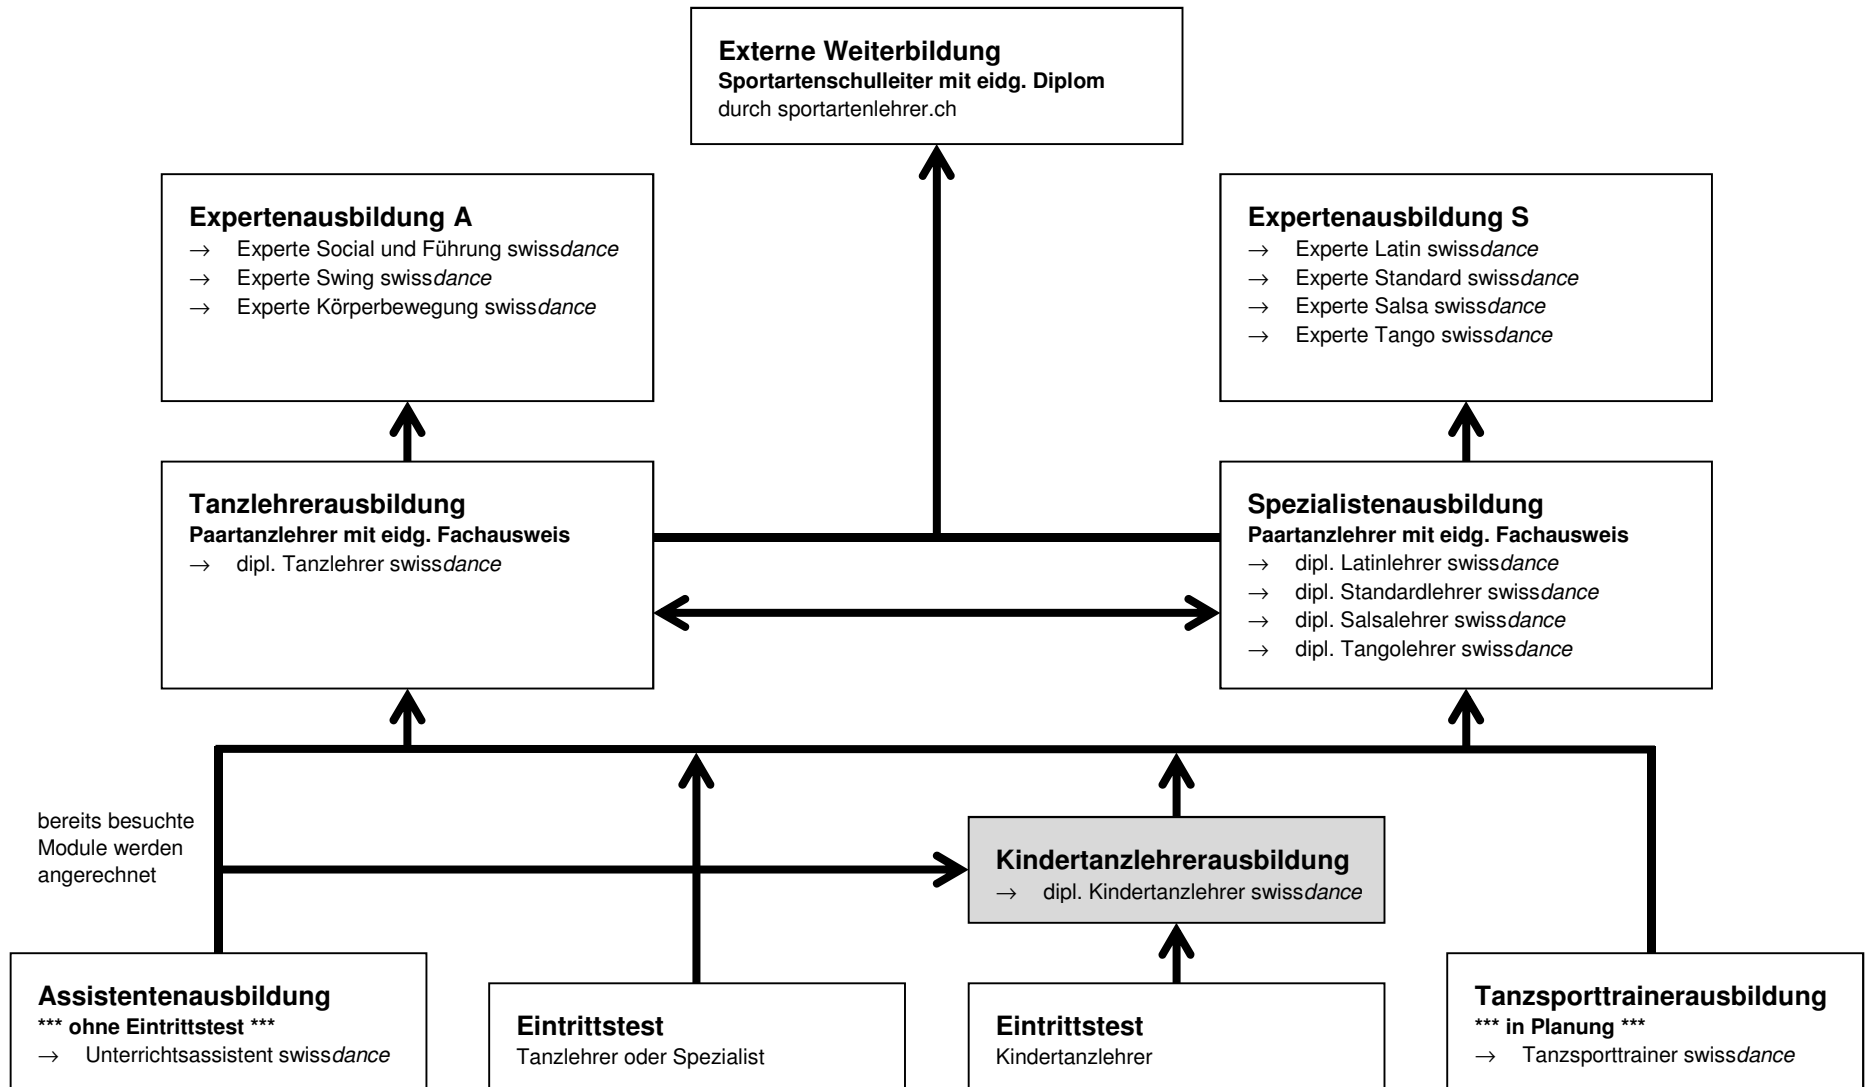 Externe Weiterbildung
Sportartenschulleiter mit eidg. Diplom
durch sportartenlehrer.ch
Expertenausbildung A
→ Experte Social und Führung swissdance
→ Experte Swing swissdance
→ Experte Körperbewegung swissdance
Expertenausbildung S
→ Experte Latin swissdance
→ Experte Standard swissdance
→ Experte Salsa swissdance
→ Experte Tango swissdance
Tanzlehrerausbildung
Paartanzlehrer mit eidg. Fachausweis
→ dipl. Tanzlehrer swissdance
Spezialistenausbildung
Paartanzlehrer mit eidg. Fachausweis
→ dipl. Latinlehrer swissdance
→ dipl. Standardlehrer swissdance
→ dipl. Salsalehrer swissdance
→ dipl. Tangolehrer swissdance
bereits besuchte
Module werden
angerechnet
Kindertanzlehrerausbildung
→ dipl. Kindertanzlehrer swissdance
Assistentenausbildung
*** ohne Eintrittstest ***
→ Unterrichtsassistent swissdance
Eintrittstest
Tanzlehrer oder Spezialist
Eintrittstest
Kindertanzlehrer
Tanzsporttrainerausbildung
*** in Planung ***
→ Tanzsporttrainer swissdance